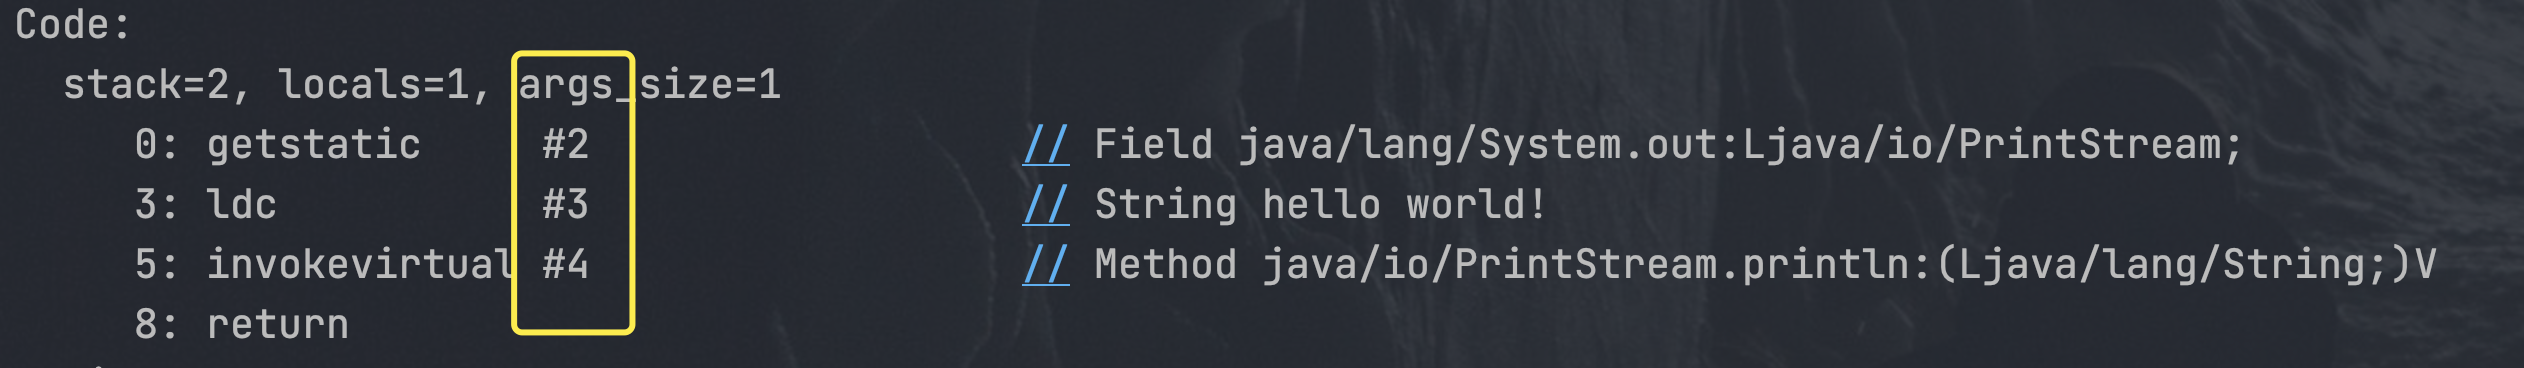 Code:
stack=2, locals=1, args_size=1
0: getstatic #2 // Field java/lang/System.out:Ljava/io/PrintStream;
3: ldc #3 // String hello world!
5: invokevirtual #4 // Method java/io/PrintStream.println:(Ljava/lang/String;)V
8: return